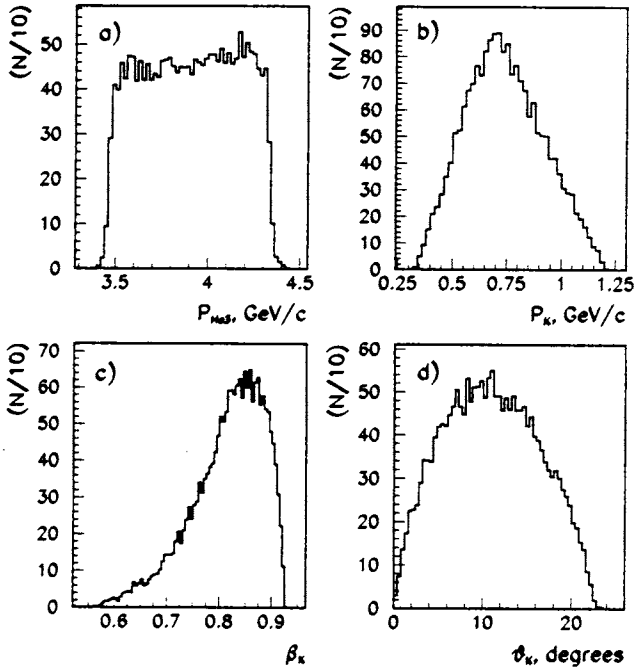 (N/10) a) 50 40 30 20 10 0
3.5 4 4.5
P_HeS, GeV/c
(N/10) b) 90 80 70 60 50 40 30 20 10 0
0.25 0.5 0.75 1 1.25
P_K, GeV/c
(N/10) c) 70 60 50 40 30 20 10 0
0.6 0.7 0.8 0.9
β_K
(N/10) d) 60 50 40 30 20 10 0
0 10 20
ϑ_K, degrees